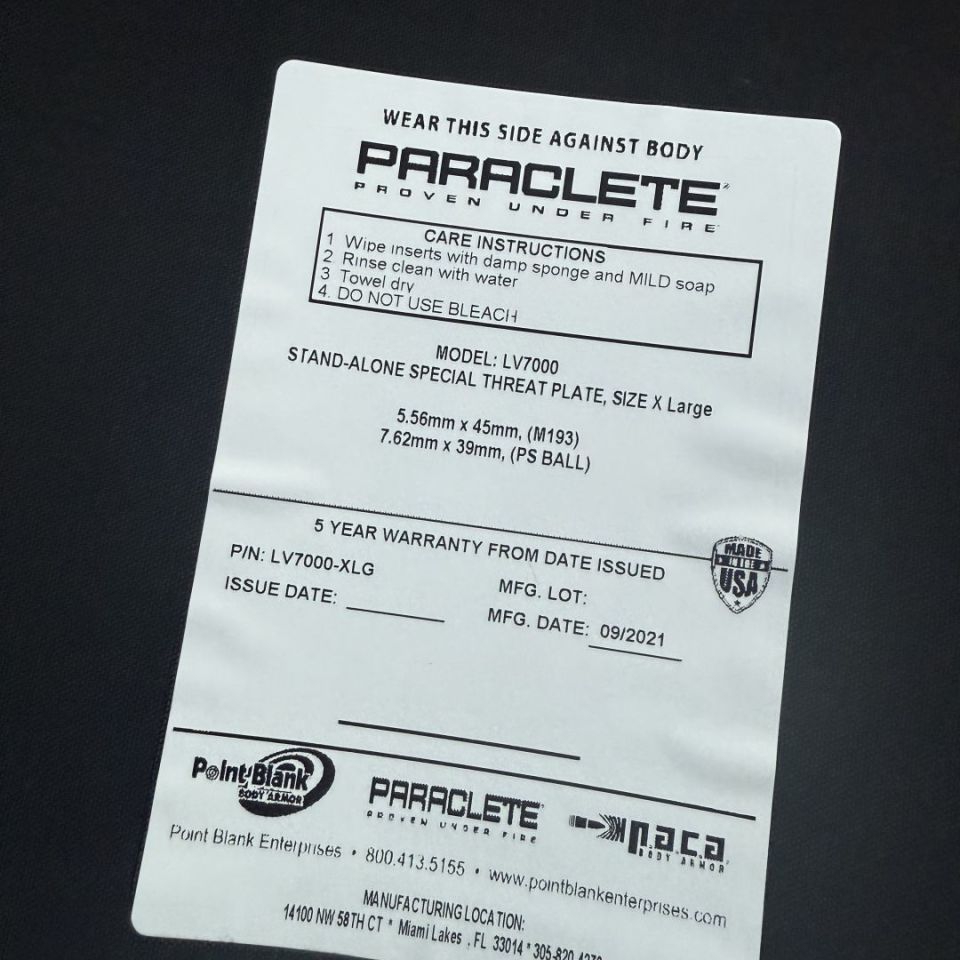 WEAR THIS SIDE AGAINST BODY
PARACLETE
PROVEN UNDER FIRE
CARE INSTRUCTIONS
1 Wipe inserts with damp sponge and MILD soap
2 Rinse clean with water
3 Towel dry
4. DO NOT USE BLEACH
MODEL: LV7000
STAND-ALONE SPECIAL THREAT PLATE, SIZE X Large
5.56mm x 45mm, (M193)
7.62mm x 39mm, (PS BALL)
5 YEAR WARRANTY FROM DATE ISSUED
MADE
IN THE
USA
P/N: LV7000-XLG
MFG. LOT:
ISSUE DATE:
MFG. DATE: 09/2021
Point Blank
BODY ARMOR
PARACLETE
PROVEN UNDER FIRE
p.a.c.a.
BODY ARMOR
Point Blank Enterprises • 800.413.5155 • www.pointblankenterprises.com
MANUFACTURING LOCATION:
14100 NW 58TH CT * Miami Lakes , FL 33014 * 305-820-